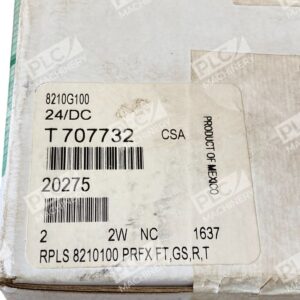 8210G100
24/DC
T 707732 CSA
20275
2 2W NC 1637
RPLS 8210100 PRFX FT,GS,R,T
PRODUCT OF MEXICO
PLC
MACHINERY